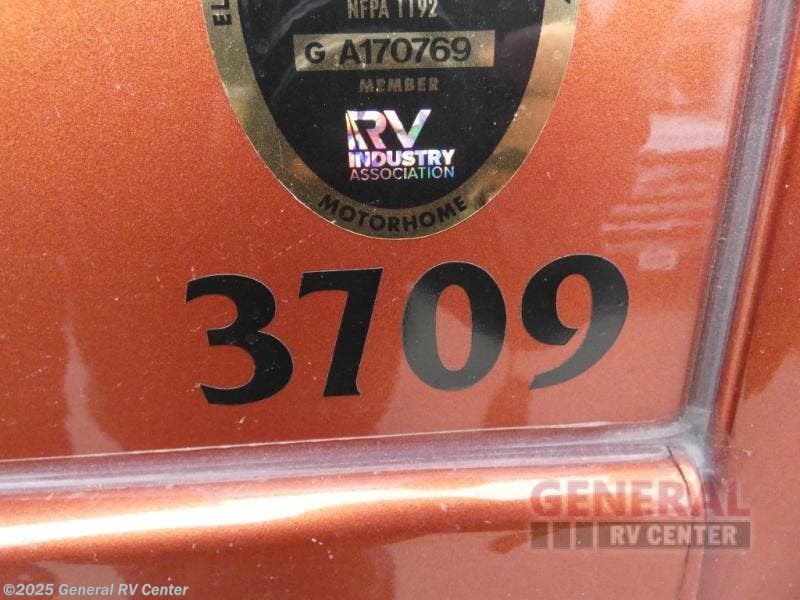 NFPA 1192
G A170769
MEMBER
RV
INDUSTRY
ASSOCIATION
MOTORHOME
3709
GENERAL
RV CENTER
©2025 General RV Center